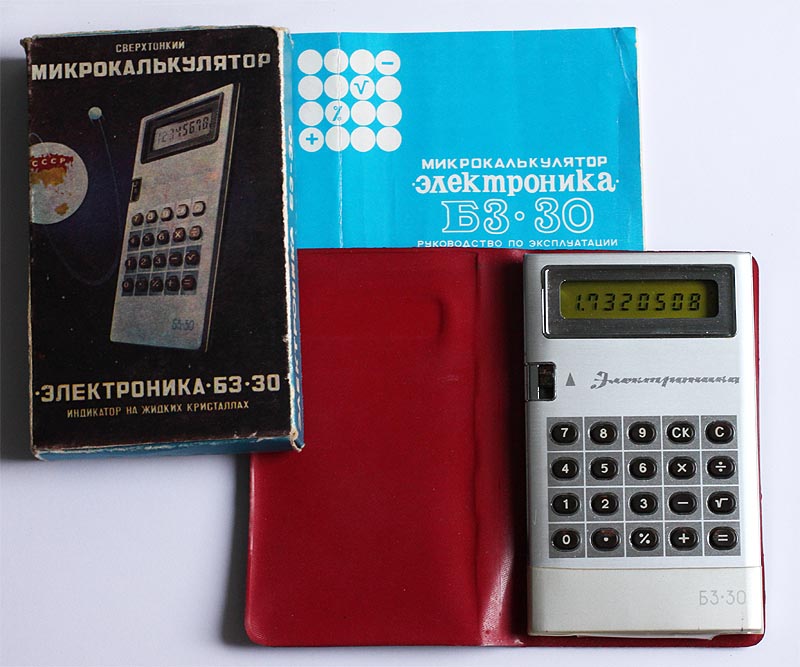 СВЕРХТОНКИЙ
МИКРОКАЛЬКУЛЯТОР
12345678
СССР
Б3·30
·ЭЛЕКТРОНИКА·Б3·30
ИНДИКАТОР НА ЖИДКИХ КРИСТАЛЛАХ
−
√
%
+
МИКРОКАЛЬКУЛЯТОР
·электроника·
Б3·30
РУКОВОДСТВО ПО ЭКСПЛУАТАЦИИ
1.7320508
Электроника
7 8 9 СК С
4 5 6 × ÷
1 2 3 − √
0 · % + =
Б3·30